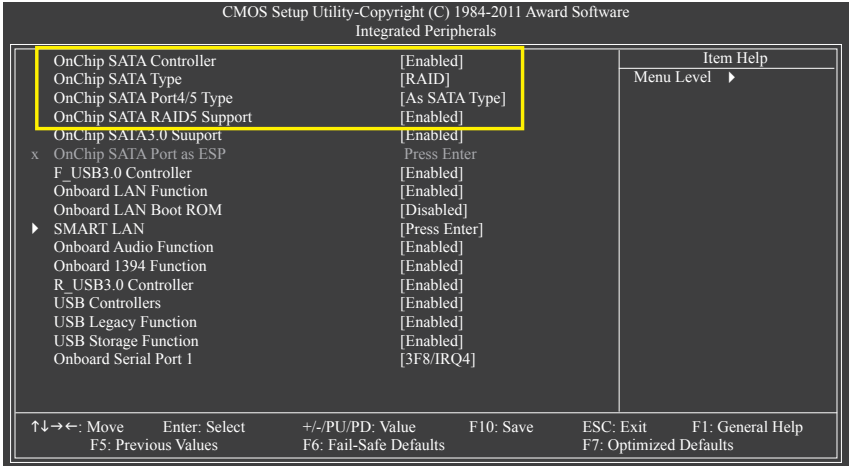 CMOS Setup Utility-Copyright (C) 1984-2011 Award Software
Integrated Peripherals
OnChip SATA Controller [Enabled]
OnChip SATA Type [RAID]
OnChip SATA Port4/5 Type [As SATA Type]
OnChip SATA RAID5 Support [Enabled]
OnChip SATA3.0 Suuport [Enabled]
x OnChip SATA Port as ESP Press Enter
F_USB3.0 Controller [Enabled]
Onboard LAN Function [Enabled]
Onboard LAN Boot ROM [Disabled]
SMART LAN [Press Enter]
Onboard Audio Function [Enabled]
Onboard 1394 Function [Enabled]
R_USB3.0 Controller [Enabled]
USB Controllers [Enabled]
USB Legacy Function [Enabled]
USB Storage Function [Enabled]
Onboard Serial Port 1 [3F8/IRQ4]
Item Help
Menu Level
↑↓→←: Move Enter: Select +/-/PU/PD: Value F10: Save ESC: Exit F1: General Help
F5: Previous Values F6: Fail-Safe Defaults F7: Optimized Defaults